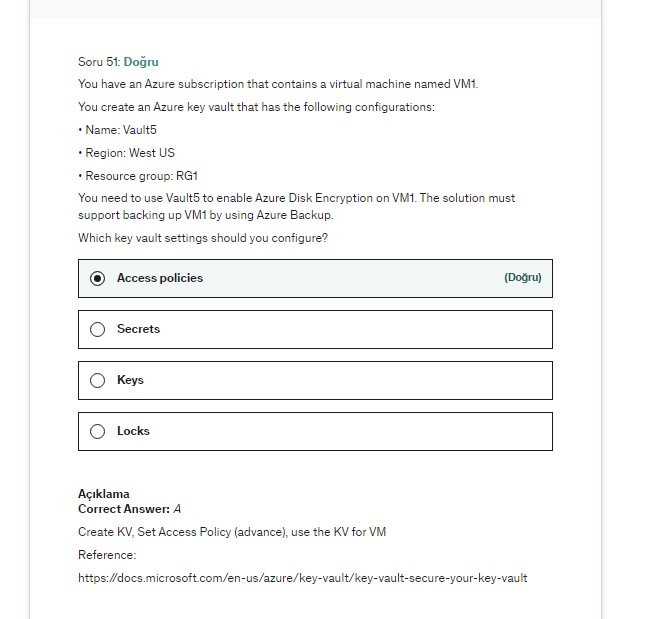 Soru 51: Doğru
You have an Azure subscription that contains a virtual machine named VM1.
You create an Azure key vault that has the following configurations:
• Name: Vault5
• Region: West US
• Resource group: RG1
You need to use Vault5 to enable Azure Disk Encryption on VM1. The solution must
support backing up VM1 by using Azure Backup.
Which key vault settings should you configure?
Access policies (Doğru)
Secrets
Keys
Locks
Açıklama
Correct Answer: A
Create KV, Set Access Policy (advance), use the KV for VM
Reference:
https://docs.microsoft.com/en-us/azure/key-vault/key-vault-secure-your-key-vault